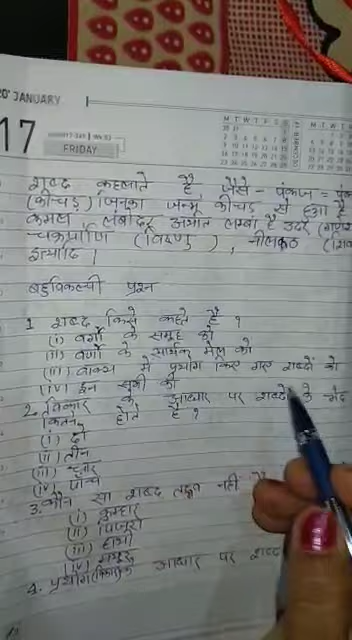 JANUARY
17
FRIDAY
शब्द कहलाते है, जैसे - पंकज =
(कीचड़) जिनका जन्म कीचड़ से हुआ है
कमल लंबोदर अर्थात लम्बा है उदर
चक्रपाणि (विष्णु), नीलकंठ
इत्यादि।
बहुविकल्पी प्रश्न
1 शब्द किसे कहते है ?
(i) वर्णो के समूह को
(ii) वर्णो के सार्थक मेल को
(iii) वाक्य मे प्रयोग किए गए शब्दों को
(iv) इन सभी को
2. विकार के आधार पर शब्दो के भेद
कितने होते है ?
(i) दो
(ii) तीन
(iii) चार
(iv) पाँच
3. कौन सा शब्द तद्भव नही है
(i) कुम्हार
(ii)
(iii) हाथी
(iv) मयूर
4. प्रयोग आधार पर शब्द